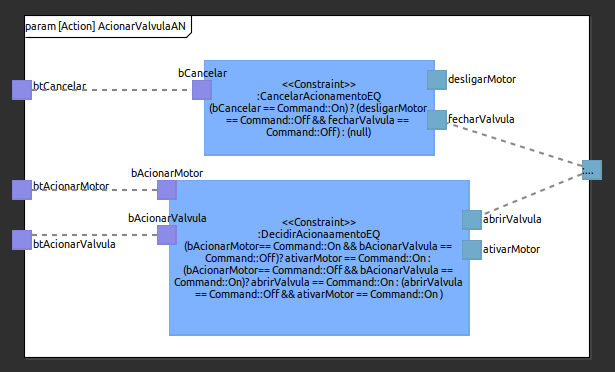 param [Action] AcionarValvulaAN
btCancelar
bCancelar
<<Constraint>>
:CancelarAcionamentoEQ
(bCancelar == Command::On) ? (desligarMotor
== Command::Off && fecharValvula ==
Command::Off) : (null)
desligarMotor
fecharValvula
:...
btAcionarMotor
bAcionarMotor
btAcionarValvula
bAcionarValvula
<<Constraint>>
:DecidirAcionaamentoEQ
(bAcionarMotor== Command::On && bAcionarValvula ==
Command::Off)? ativarMotor == Command::On :
(bAcionarMotor== Command::Off && bAcionarValvula ==
Command::On)? abrirValvula == Command::On : (abrirValvula
== Command::Off && ativarMotor == Command::On )
abrirValvula
ativarMotor